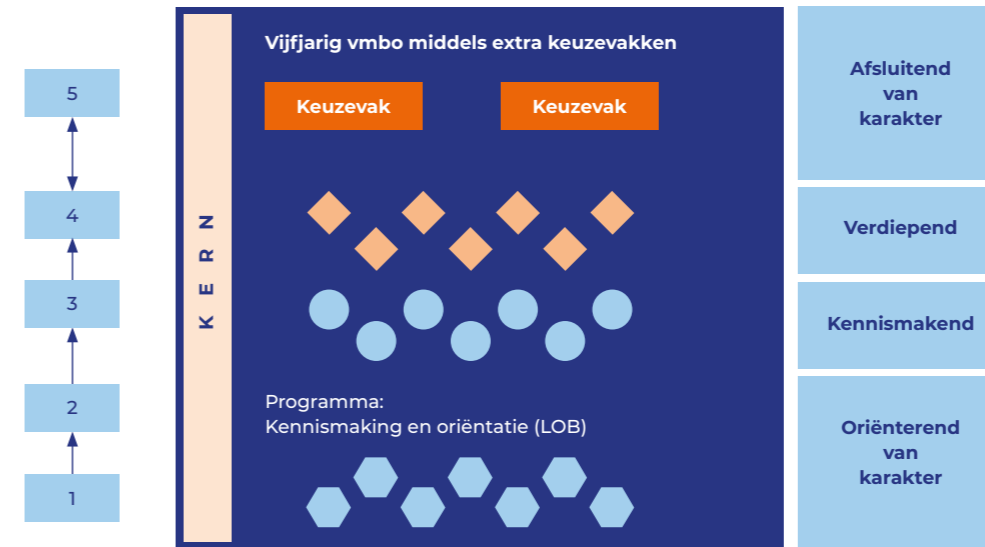 5
4
3
2
1
KERN
Vijfjarig vmbo middels extra keuzevakken
Keuzevak
Keuzevak
Programma:
Kennismaking en oriëntatie (LOB)
Afsluitend
van
karakter
Verdiepend
Kennismakend
Oriënterend
van
karakter